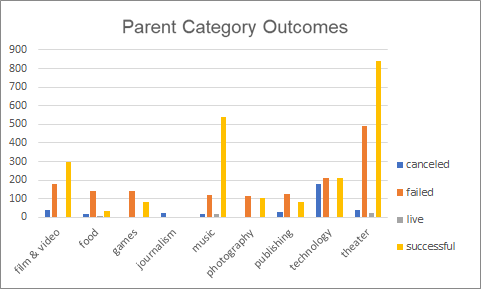 Parent Category Outcomes
900
800
700
600
500
400
300
200
100
0
film & video
food
games
journalism
music
photography
publishing
technology
theater
canceled
failed
live
successful